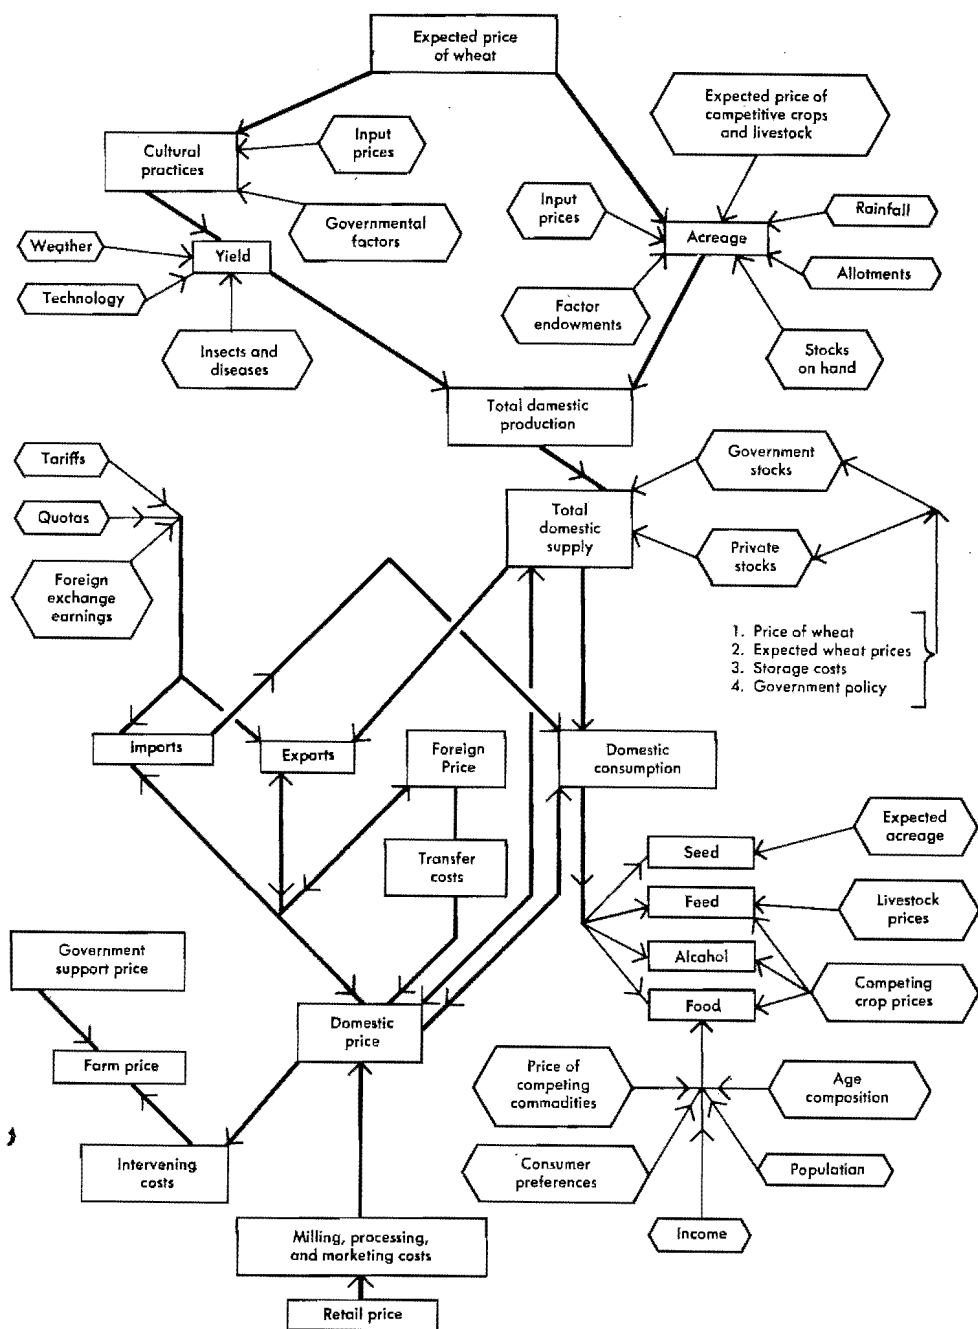 Expected price
of wheat
Expected price of
competitive crops
and livestock
Input
prices
Cultural
practices
Input
prices
Rainfall
Governmental
factors
Acreage
Weather
Yield
Allotments
Technology
Factor
endowments
Insects and
diseases
Stocks
on hand
Total domestic
production
Tariffs
Government
stocks
Quotas
Total
domestic
supply
Private
stocks
Foreign
exchange
earnings
1. Price of wheat
2. Expected wheat prices
3. Storage costs
4. Government policy
Imports
Exports
Foreign
Price
Domestic
consumption
Expected
acreage
Transfer
costs
Seed
Feed
Livestock
prices
Government
support price
Alcohol
Competing
crop prices
Food
Domestic
price
Farm price
Price of
competing
commodities
Age
composition
Intervening
costs
Consumer
preferences
Population
Income
Milling, processing,
and marketing costs
Retail price